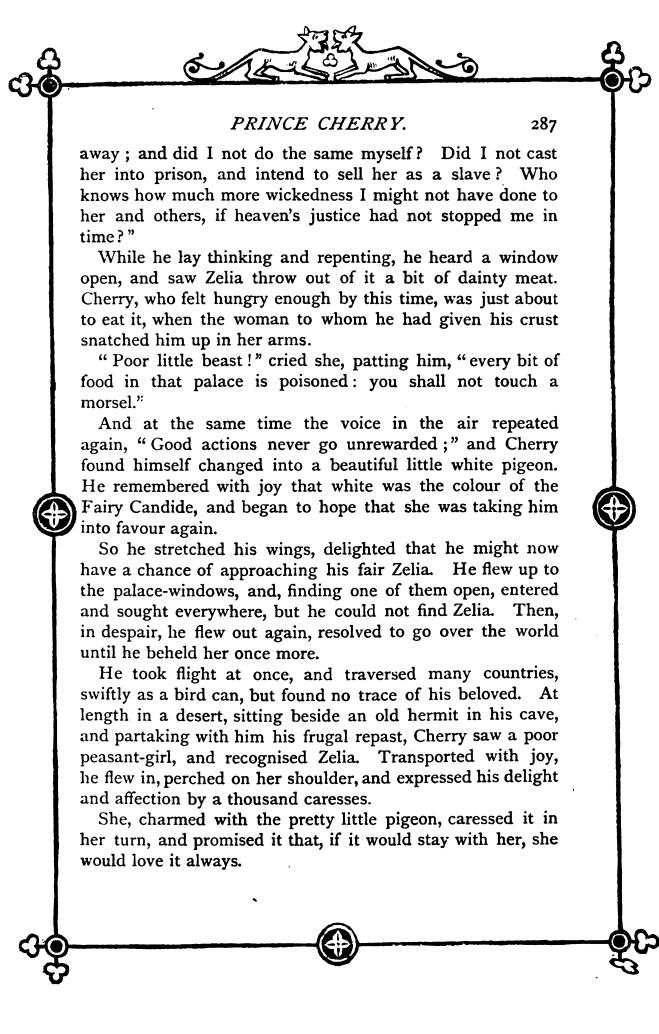 PRINCE CHERRY. 287
away ; and did I not do the same myself ? Did I not cast
her into prison, and intend to sell her as a slave ? Who
knows how much more wickedness I might not have done to
her and others, if heaven's justice had not stopped me in
time ? "
While he lay thinking and repenting, he heard a window
open, and saw Zelia throw out of it a bit of dainty meat.
Cherry, who felt hungry enough by this time, was just about
to eat it, when the woman to whom he had given his crust
snatched him up in her arms.
" Poor little beast ! " cried she, patting him, " every bit of
food in that palace is poisoned : you shall not touch a
morsel."
And at the same time the voice in the air repeated
again, " Good actions never go unrewarded ; " and Cherry
found himself changed into a beautiful little white pigeon.
He remembered with joy that white was the colour of the
Fairy Candide, and began to hope that she was taking him
into favour again.
So he stretched his wings, delighted that he might now
have a chance of approaching his fair Zelia. He flew up to
the palace-windows, and, finding one of them open, entered
and sought everywhere, but he could not find Zelia. Then,
in despair, he flew out again, resolved to go over the world
until he beheld her once more.
He took flight at once, and traversed many countries,
swiftly as a bird can, but found no trace of his beloved. At
length in a desert, sitting beside an old hermit in his cave,
and partaking with him his frugal repast, Cherry saw a poor
peasant-girl, and recognised Zelia. Transported with joy,
he flew in, perched on her shoulder, and expressed his delight
and affection by a thousand caresses.
She, charmed with the pretty little pigeon, caressed it in
her turn, and promised it that, if it would stay with her, she
would love it always.